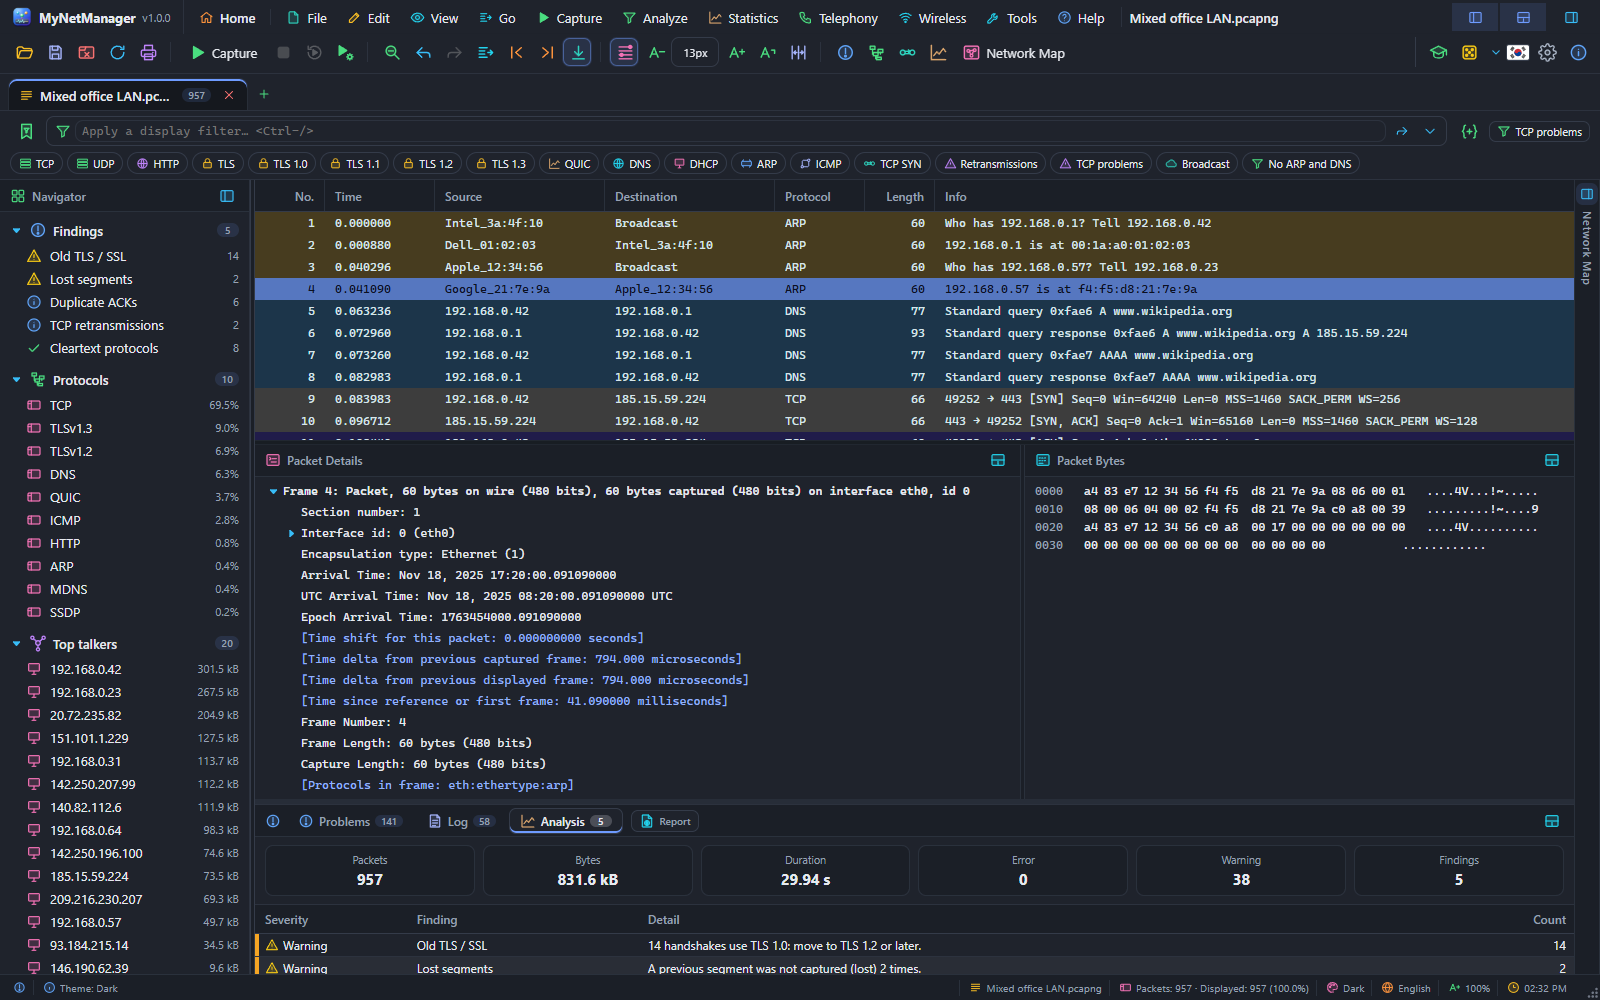 MyNetManager v1.0.0 Home File Edit View Go Capture Analyze Statistics Telephony Wireless Tools Help Mixed office LAN.pcapng
Capture A- 13px A+ Network Map
Mixed office LAN.pc... 957
Apply a display filter… <Ctrl-/> TCP problems
TCP UDP HTTP TLS TLS 1.0 TLS 1.1 TLS 1.2 TLS 1.3 QUIC DNS DHCP ARP ICMP TCP SYN Retransmissions TCP problems Broadcast No ARP and DNS
Navigator
Findings 5
Old TLS / SSL 14
Lost segments 2
Duplicate ACKs 6
TCP retransmissions 2
Cleartext protocols 8
Protocols 10
TCP 69.5%
TLSv1.3 9.0%
TLSv1.2 6.9%
DNS 6.3%
QUIC 3.7%
ICMP 2.8%
HTTP 0.8%
ARP 0.4%
MDNS 0.4%
SSDP 0.2%
Top talkers 20
192.168.0.42 301.5 kB
192.168.0.23 267.5 kB
20.72.235.82 204.9 kB
151.101.1.229 127.5 kB
192.168.0.31 113.7 kB
142.250.207.99 112.2 kB
140.82.112.6 111.9 kB
192.168.0.64 98.3 kB
142.250.196.100 74.6 kB
185.15.59.224 73.5 kB
209.216.230.207 69.3 kB
192.168.0.57 49.7 kB
93.184.215.14 34.5 kB
146.190.62.39 9.6 kB
No. Time Source Destination Protocol Length Info
1 0.000000 Intel_3a:4f:10 Broadcast ARP 60 Who has 192.168.0.1? Tell 192.168.0.42
2 0.000880 Dell_01:02:03 Intel_3a:4f:10 ARP 60 192.168.0.1 is at 00:1a:a0:01:02:03
3 0.040296 Apple_12:34:56 Broadcast ARP 60 Who has 192.168.0.57? Tell 192.168.0.23
4 0.041090 Google_21:7e:9a Apple_12:34:56 ARP 60 192.168.0.57 is at f4:f5:d8:21:7e:9a
5 0.063236 192.168.0.42 192.168.0.1 DNS 77 Standard query 0xfae6 A www.wikipedia.org
6 0.072960 192.168.0.1 192.168.0.42 DNS 93 Standard query response 0xfae6 A www.wikipedia.org A 185.15.59.224
7 0.073260 192.168.0.42 192.168.0.1 DNS 77 Standard query 0xfae7 AAAA www.wikipedia.org
8 0.082983 192.168.0.1 192.168.0.42 DNS 77 Standard query response 0xfae7 AAAA www.wikipedia.org
9 0.083983 192.168.0.42 185.15.59.224 TCP 66 49252 → 443 [SYN] Seq=0 Win=64240 Len=0 MSS=1460 SACK_PERM WS=256
10 0.096712 185.15.59.224 192.168.0.42 TCP 66 443 → 49252 [SYN, ACK] Seq=0 Ack=1 Win=65160 Len=0 MSS=1460 SACK_PERM WS=128
Network Map
Packet Details
Frame 4: Packet, 60 bytes on wire (480 bits), 60 bytes captured (480 bits) on interface eth0, id 0
Section number: 1
Interface id: 0 (eth0)
Encapsulation type: Ethernet (1)
Arrival Time: Nov 18, 2025 17:20:00.091090000
UTC Arrival Time: Nov 18, 2025 08:20:00.091090000 UTC
Epoch Arrival Time: 1763454000.091090000
[Time shift for this packet: 0.000000000 seconds]
[Time delta from previous captured frame: 794.000 microseconds]
[Time delta from previous displayed frame: 794.000 microseconds]
[Time since reference or first frame: 41.090000 milliseconds]
Frame Number: 4
Frame Length: 60 bytes (480 bits)
Capture Length: 60 bytes (480 bits)
[Protocols in frame: eth:ethertype:arp]
Packet Bytes
0000 a4 83 e7 12 34 56 f4 f5 d8 21 7e 9a 08 06 00 01 ....4V...!~.....
0010 08 00 06 04 00 02 f4 f5 d8 21 7e 9a c0 a8 00 39 .........!~....9
0020 a4 83 e7 12 34 56 c0 a8 00 17 00 00 00 00 00 00 ....4V..........
0030 00 00 00 00 00 00 00 00 00 00 00 00 ............
Problems 141 Log 58 Analysis 5 Report
Packets Bytes Duration Error Warning Findings
957 831.6 kB 29.94 s 0 38 5
Severity Finding Detail Count
Warning Old TLS / SSL 14 handshakes use TLS 1.0: move to TLS 1.2 or later. 14
Warning Lost segments A previous segment was not captured (lost) 2 times. 2
Theme: Dark Mixed office LAN.pcapng Packets: 957 · Displayed: 957 (100.0%) Dark English 100% 02:32 PM